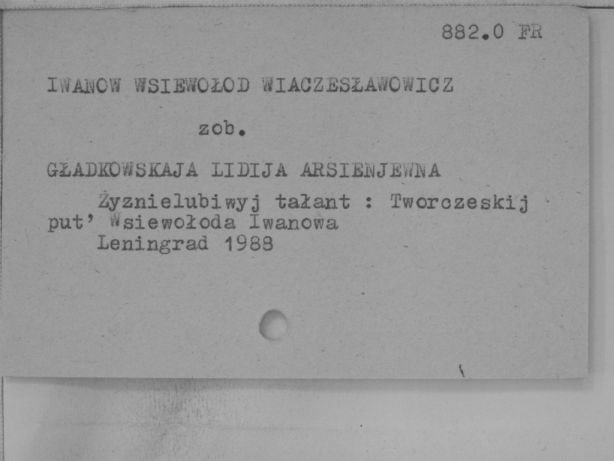 882.0 FR
IWANOW WSIEWOŁOD WIACZESŁAWOWICZ
zob.
GŁADKOWSKAJA LIDIJA ARSIENJEWNA
Żyznielubiwyj tałant : Tworczeskij
put' Wsiewołoda Iwanowa
Leningrad 1988